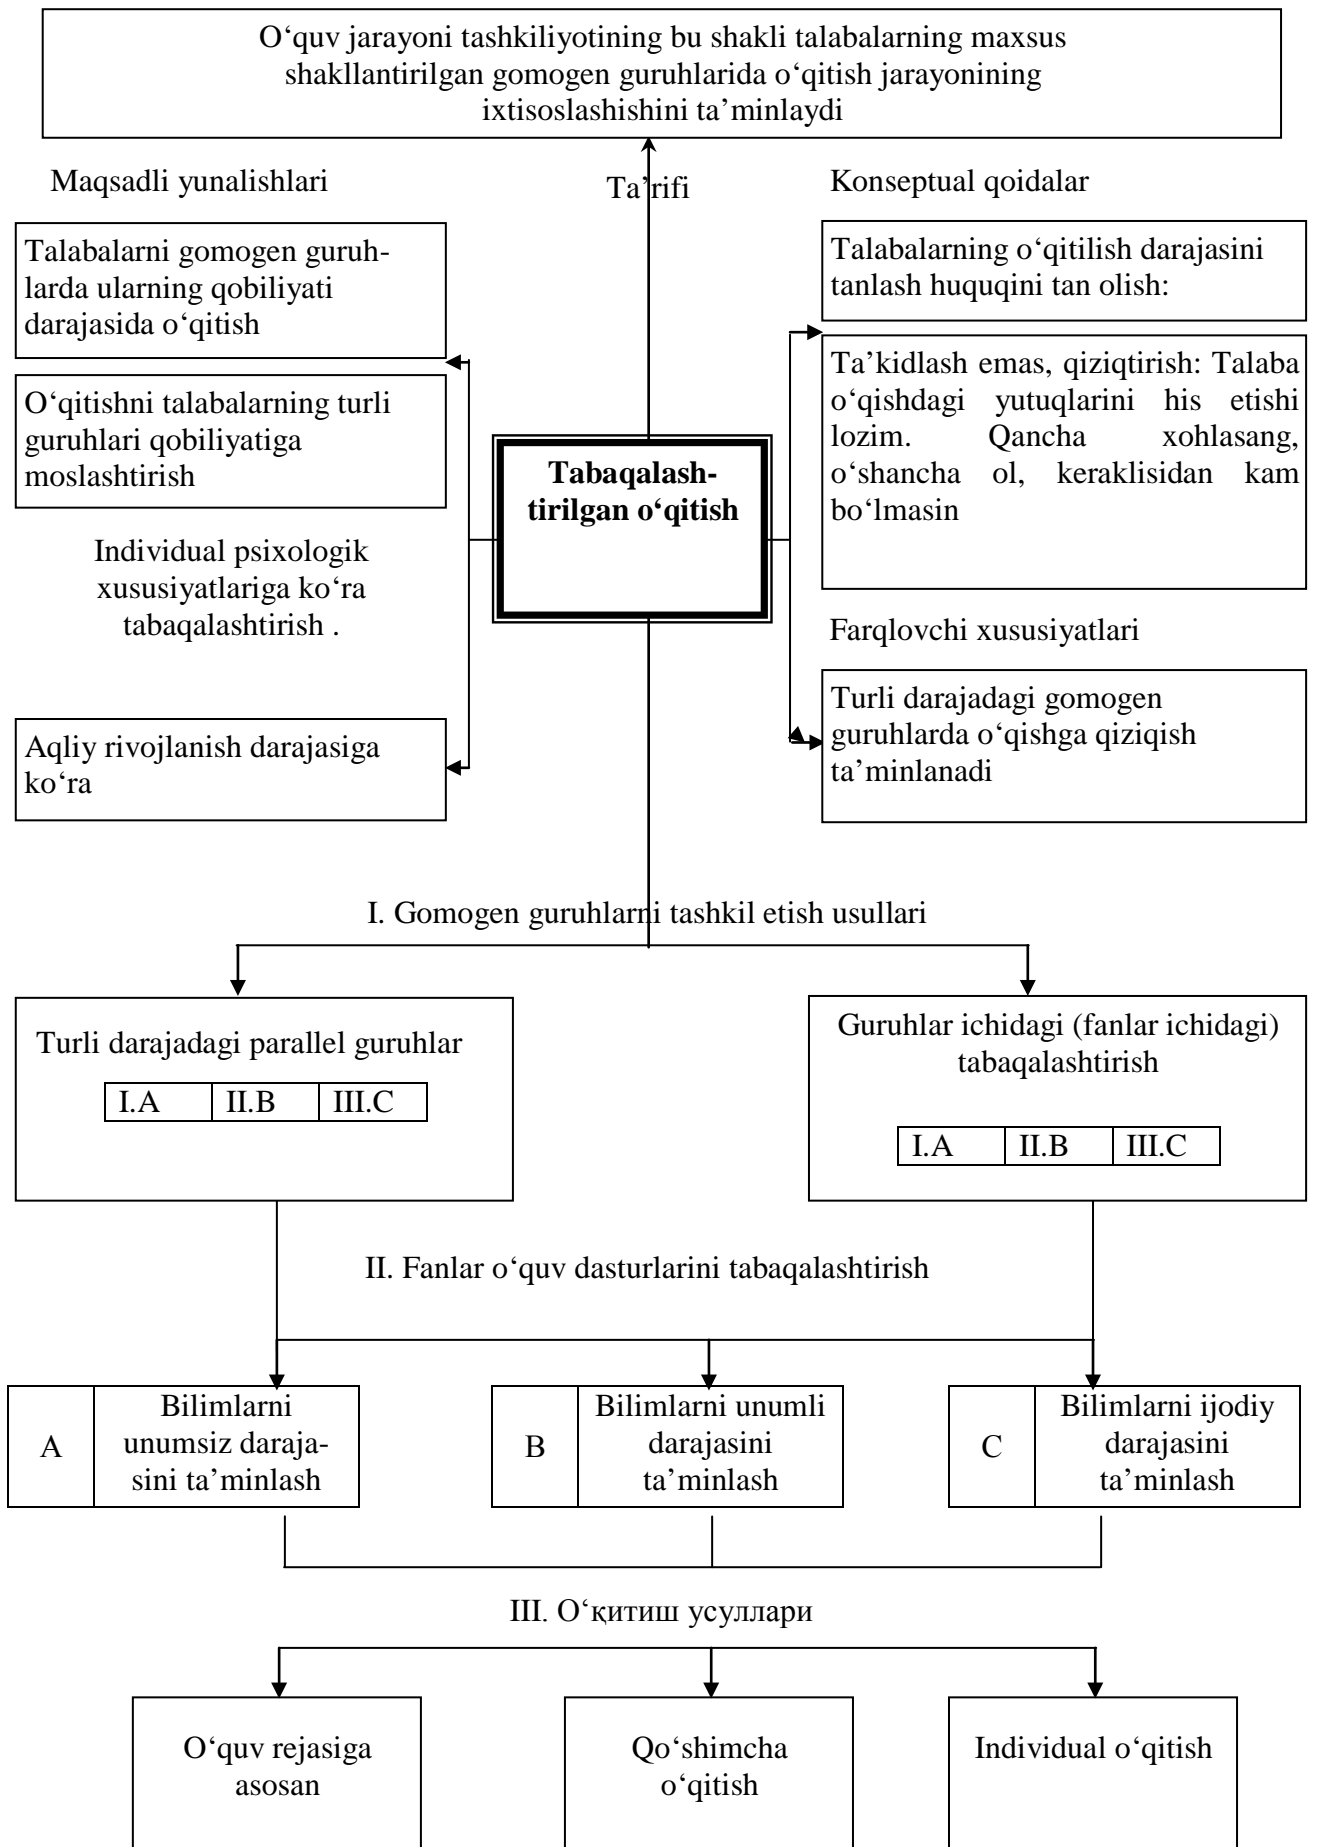 O‘quv jarayoni tashkiliyotining bu shakli talabalarning maxsus
shakllantirilgan gomogen guruhlarida o‘qitish jarayonining
ixtisoslashishini ta’minlaydi
Maqsadli yunalishlari
Ta’rifi
Konseptual qoidalar
Talabalarni gomogen guruh-
larda ularning qobiliyati
darajasida o‘qitish
O‘qitishni talabalarning turli
guruhlari qobiliyatiga
moslashtirish
Individual psixologik
xususiyatlariga ko‘ra
tabaqalashtirish .
Aqliy rivojlanish darajasiga
ko‘ra
Tabaqalash-
tirilgan o‘qitish
Talabalarning o‘qitilish darajasini
tanlash huquqini tan olish:
Ta’kidlash emas, qiziqtirish: Talaba
o‘qishdagi yutuqlarini his etishi
lozim. Qancha xohlasang,
o‘shancha ol, keraklisidan kam
bo‘lmasin
Farqlovchi xususiyatlari
Turli darajadagi gomogen
guruhlarda o‘qishga qiziqish
ta’minlanadi
I. Gomogen guruhlarni tashkil etish usullari
Turli darajadagi parallel guruhlar
I.A II.B III.C
Guruhlar ichidagi (fanlar ichidagi)
tabaqalashtirish
I.A II.B III.C
II. Fanlar o‘quv dasturlarini tabaqalashtirish
A
Bilimlarni
unumsiz daraja-
sini ta’minlash
B
Bilimlarni unumli
darajasini
ta’minlash
C
Bilimlarni ijodiy
darajasini
ta’minlash
III. O‘қитиш усуллари
O‘quv rejasiga
asosan
Qo‘shimcha
o‘qitish
Individual o‘qitish